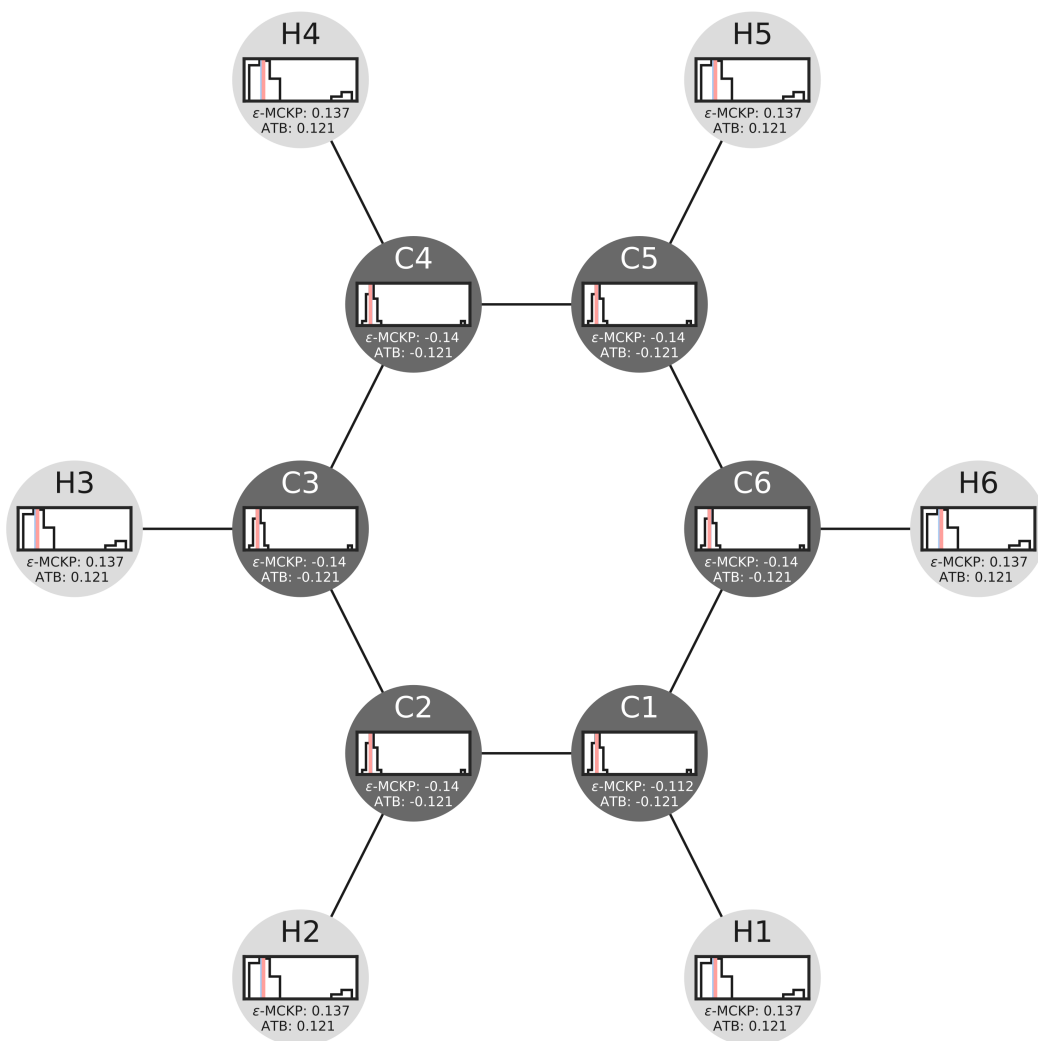 H4
ε-MCKP: 0.137
ATB: 0.121
H5
ε-MCKP: 0.137
ATB: 0.121
C4
ε-MCKP: -0.14
ATB: -0.121
C5
ε-MCKP: -0.14
ATB: -0.121
H3
ε-MCKP: 0.137
ATB: 0.121
C3
ε-MCKP: -0.14
ATB: -0.121
C6
ε-MCKP: -0.14
ATB: -0.121
H6
ε-MCKP: 0.137
ATB: 0.121
C2
ε-MCKP: -0.14
ATB: -0.121
C1
ε-MCKP: -0.112
ATB: -0.121
H2
ε-MCKP: 0.137
ATB: 0.121
H1
ε-MCKP: 0.137
ATB: 0.121